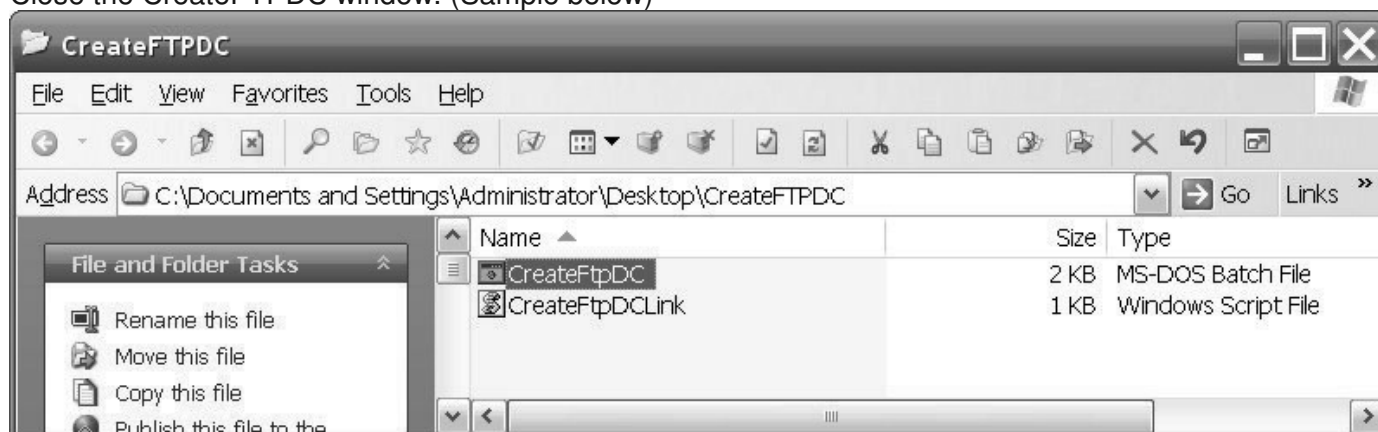 Close the CreateFTPDC window. (Sample below)
CreateFTPDC
File Edit View Favorites Tools Help
Address C:\Documents and Settings\Administrator\Desktop\CreateFTPDC Go Links »
Name Size Type
File and Folder Tasks
CreateFtpDC 2 KB MS-DOS Batch File
CreateFtpDCLink 1 KB Windows Script File
Rename this file
Move this file
Copy this file
Publish this file to the